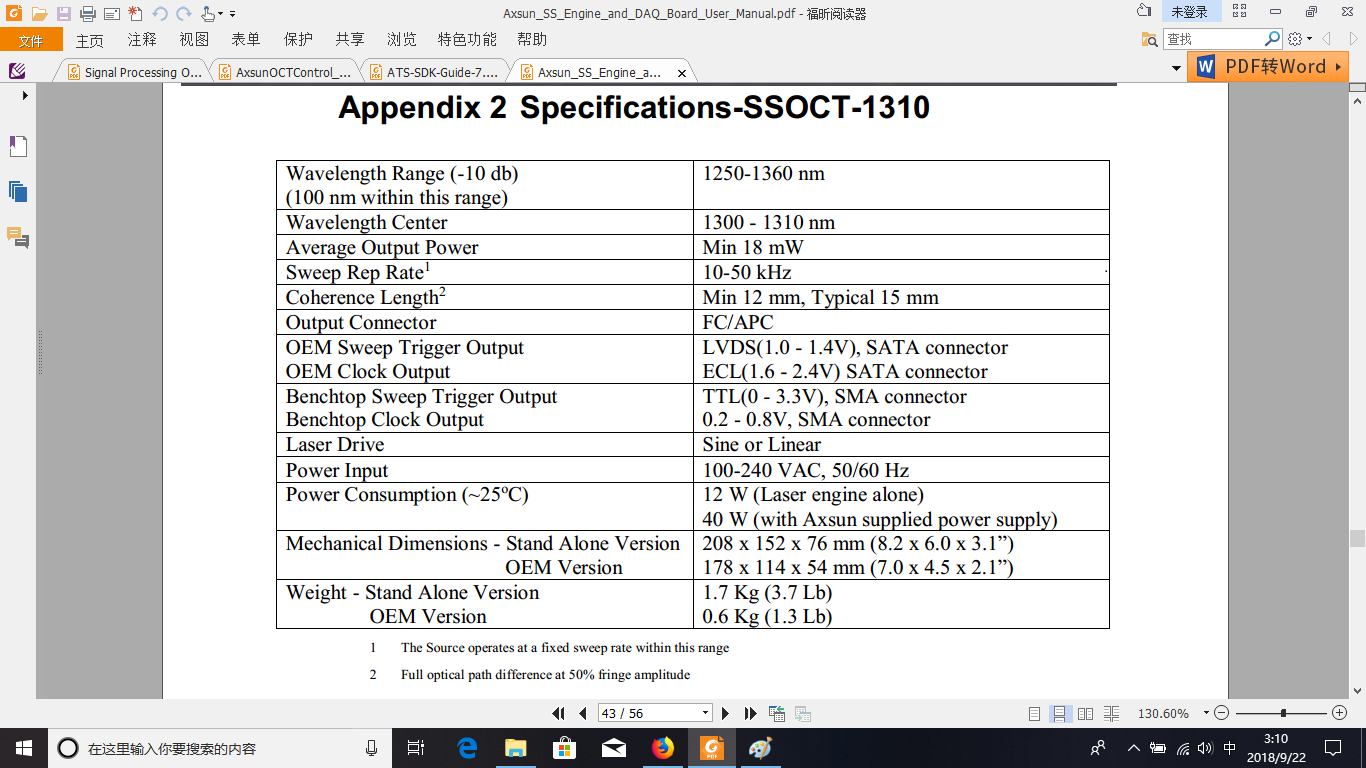 Axsun_SS_Engine_and_DAQ_Board_User_Manual.pdf - 福昕阅读器
未登录
文件 主页 注释 视图 表单 保护 共享 浏览 特色功能 帮助
查找
Signal Processing O... AxsunOCTControl_... ATS-SDK-Guide-7.... Axsun_SS_Engine_a...
PDF转Word
Appendix 2 Specifications-SSOCT-1310
Wavelength Range (-10 db) 1250-1360 nm
(100 nm within this range)
Wavelength Center 1300 - 1310 nm
Average Output Power Min 18 mW
Sweep Rep Rate1 10-50 kHz
Coherence Length2 Min 12 mm, Typical 15 mm
Output Connector FC/APC
OEM Sweep Trigger Output LVDS(1.0 - 1.4V), SATA connector
OEM Clock Output ECL(1.6 - 2.4V) SATA connector
Benchtop Sweep Trigger Output TTL(0 - 3.3V), SMA connector
Benchtop Clock Output 0.2 - 0.8V, SMA connector
Laser Drive Sine or Linear
Power Input 100-240 VAC, 50/60 Hz
Power Consumption (~25ºC) 12 W (Laser engine alone)
40 W (with Axsun supplied power supply)
Mechanical Dimensions - Stand Alone Version 208 x 152 x 76 mm (8.2 x 6.0 x 3.1”)
OEM Version 178 x 114 x 54 mm (7.0 x 4.5 x 2.1”)
Weight - Stand Alone Version 1.7 Kg (3.7 Lb)
OEM Version 0.6 Kg (1.3 Lb)
1 The Source operates at a fixed sweep rate within this range
2 Full optical path difference at 50% fringe amplitude
43 / 56
130.60%
在这里输入你要搜索的内容
中
3:10
2018/9/22